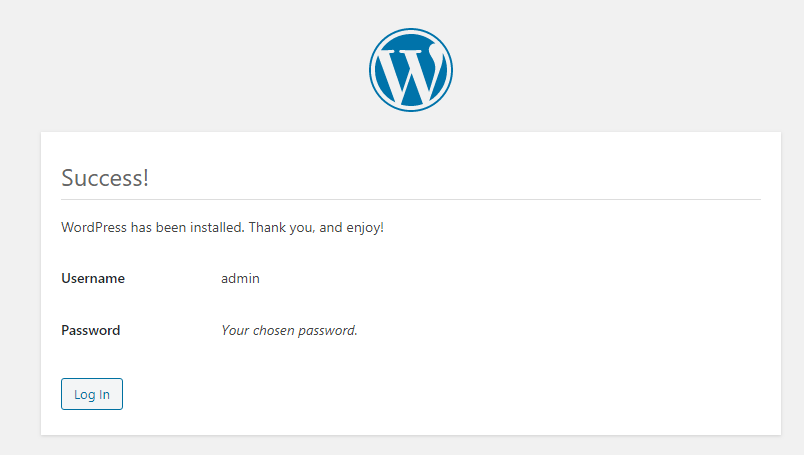 Success!
WordPress has been installed. Thank you, and enjoy!
Username admin
Password Your chosen password.
Log In